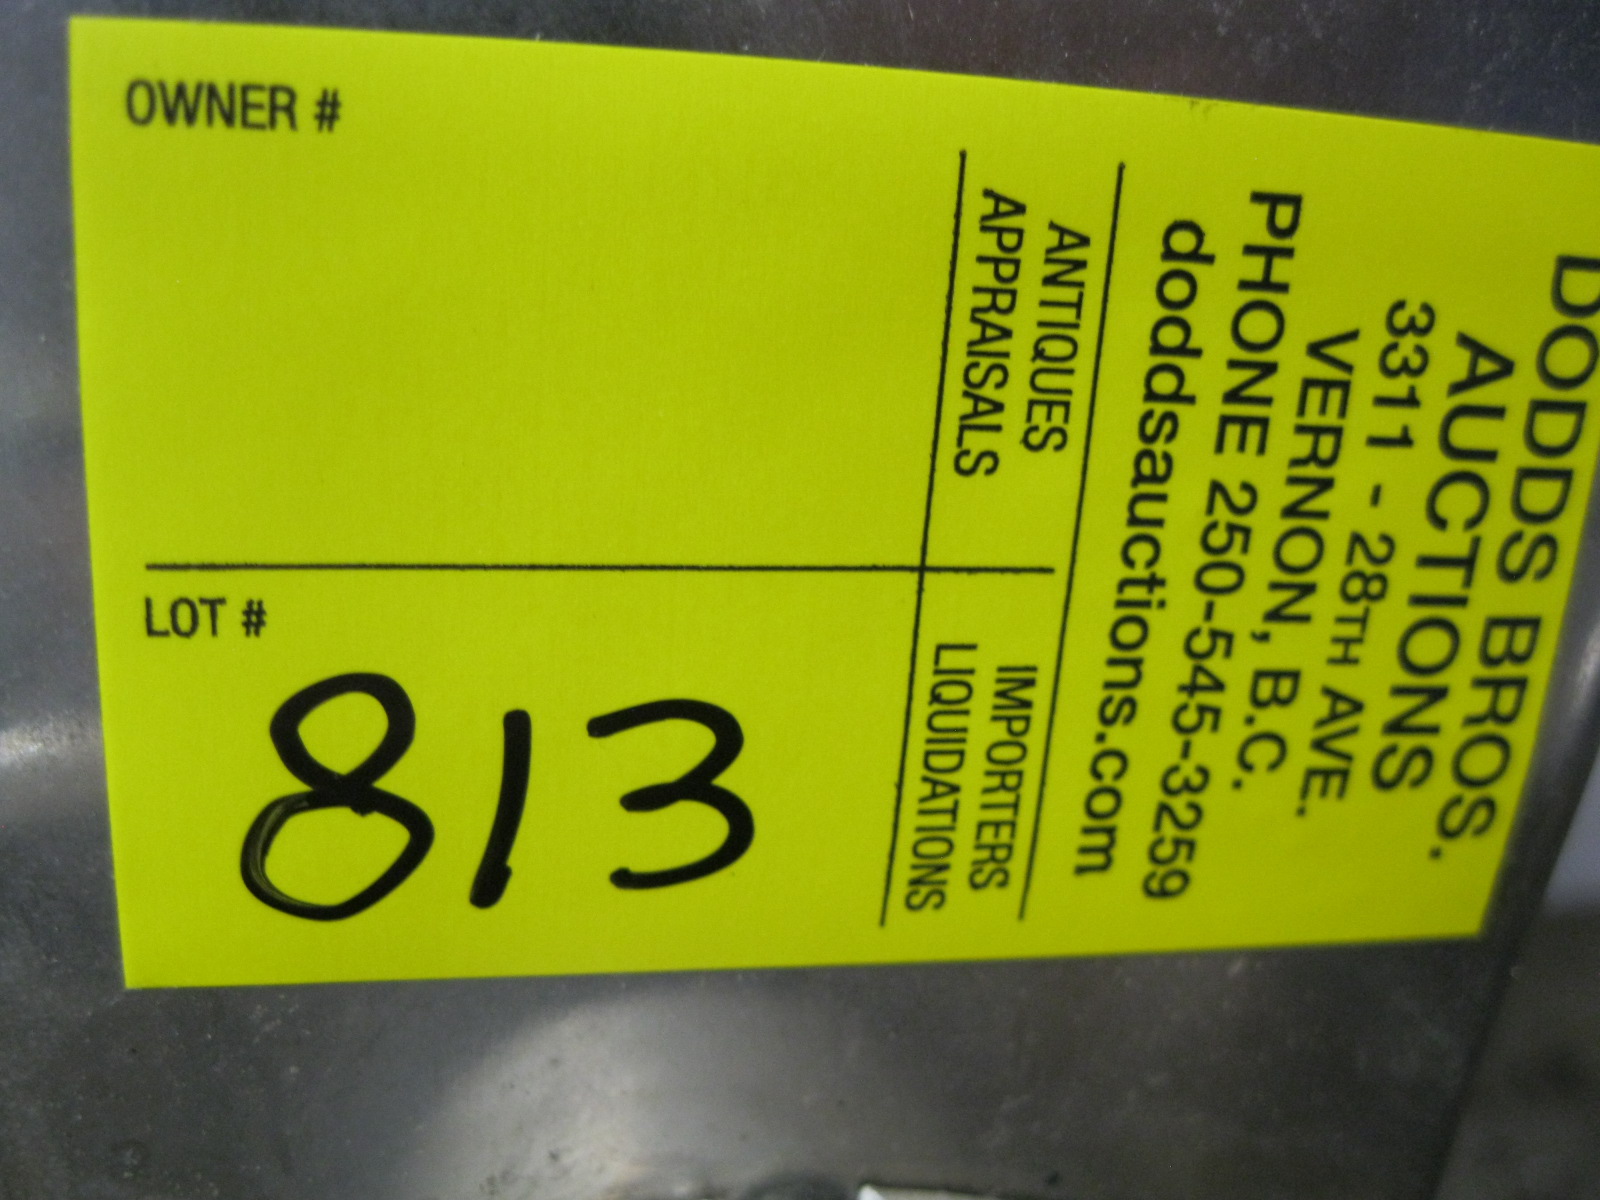 DODDS BROS.
AUCTIONS
3311 - 28TH AVE.
VERNON, B.C.
PHONE 250-545-3259
doddsauctions.com
ANTIQUES
APPRAISALS
IMPORTERS
LIQUIDATIONS
OWNER #
LOT #
813